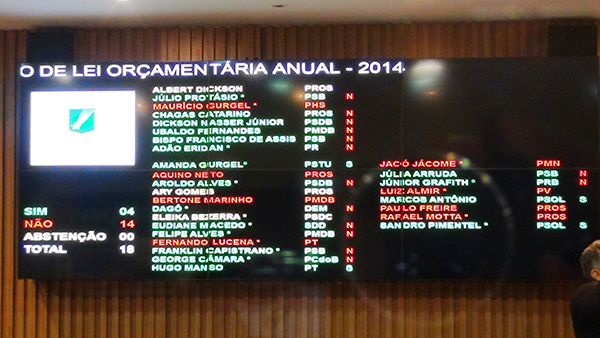 O DE LEI ORÇAMENTÁRIA ANUAL - 2014
ALBERT DICKSON PROS
JÚLIO PROTÁSIO * PSB N
MAURÍCIO GURGEL * PHS
CHAGAS CATARINO PROS N
DICKSON NASSER JÚNIOR PSDB N
UBALDO FERNANDES PMDB N
BISPO FRANCISCO DE ASSIS PSB N
ADÃO ERIDAN * PR N
AMANDA GURGEL* PSTU S
AQUINO NETO PROS
AROLDO ALVES * PSDB N
ARY GOMES PROS
BERTONE MARINHO PMDB
DAGÔ * DEM N
ELEIKA BEZERRA * PSDC
EUDIANE MACEDO * SDD N
FELIPE ALVES * PMDB N
FERNANDO LUCENA * PT
FRANKLIN CAPISTRANO * PSB N
GEORGE CÂMARA * PCdoB N
HUGO MANSO PT S
JACÓ JÁCOME * PMN
JÚLIA ARRUDA PSB N
JÚNIOR GRAFITH * PRB N
LUIZ ALMIR * PV
MARCOS ANTÔNIO PSOL S
PAULO FREIRE PROS
RAFAEL MOTTA * PROS
SANDRO PIMENTEL * PSOL S
SIM 04
NÃO 14
ABSTENÇÃO 00
TOTAL 18